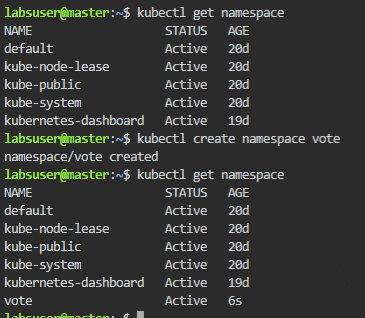 labsuser@master:~$ kubectl get namespace
NAME STATUS AGE
default Active 20d
kube-node-lease Active 20d
kube-public Active 20d
kube-system Active 20d
kubernetes-dashboard Active 19d
labsuser@master:~$ kubectl create namespace vote
namespace/vote created
labsuser@master:~$ kubectl get namespace
NAME STATUS AGE
default Active 20d
kube-node-lease Active 20d
kube-public Active 20d
kube-system Active 20d
kubernetes-dashboard Active 19d
vote Active 6s
labsuser@master:~$